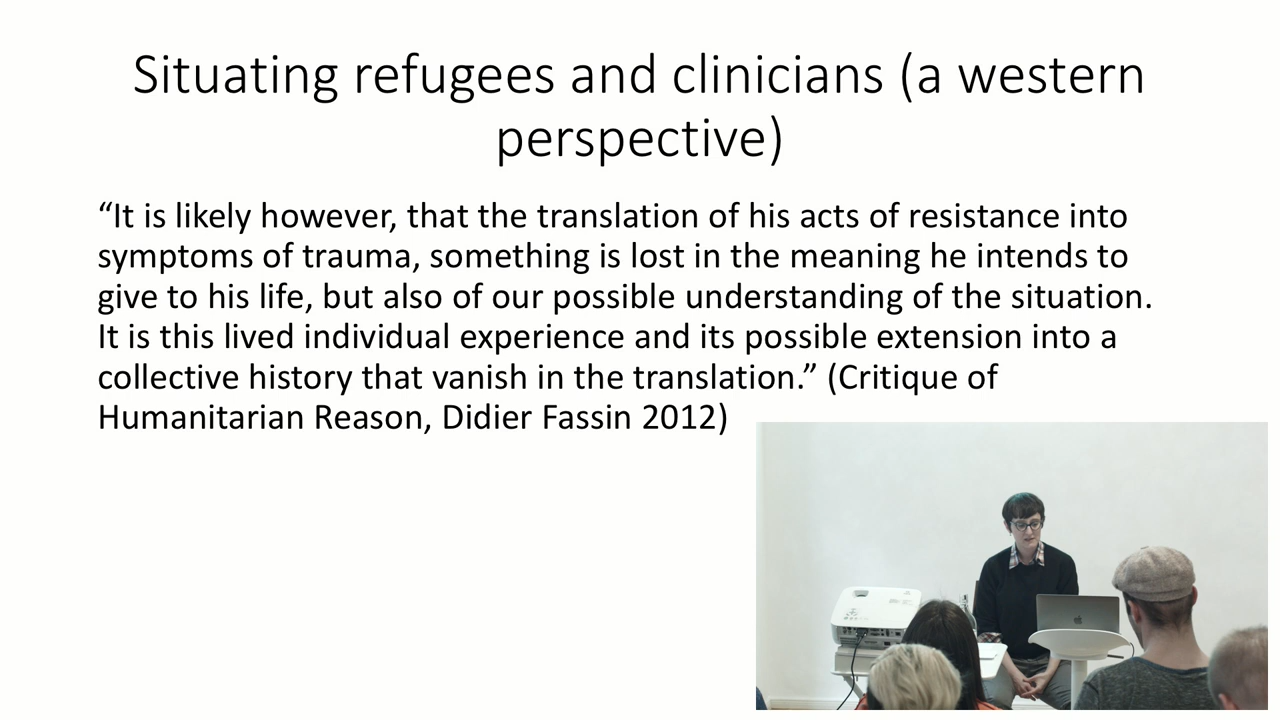 Situating refugees and clinicians (a western
perspective)
“It is likely however, that the translation of his acts of resistance into
symptoms of trauma, something is lost in the meaning he intends to
give to his life, but also of our possible understanding of the situation.
It is this lived individual experience and its possible extension into a
collective history that vanish in the translation.” (Critique of
Humanitarian Reason, Didier Fassin 2012)